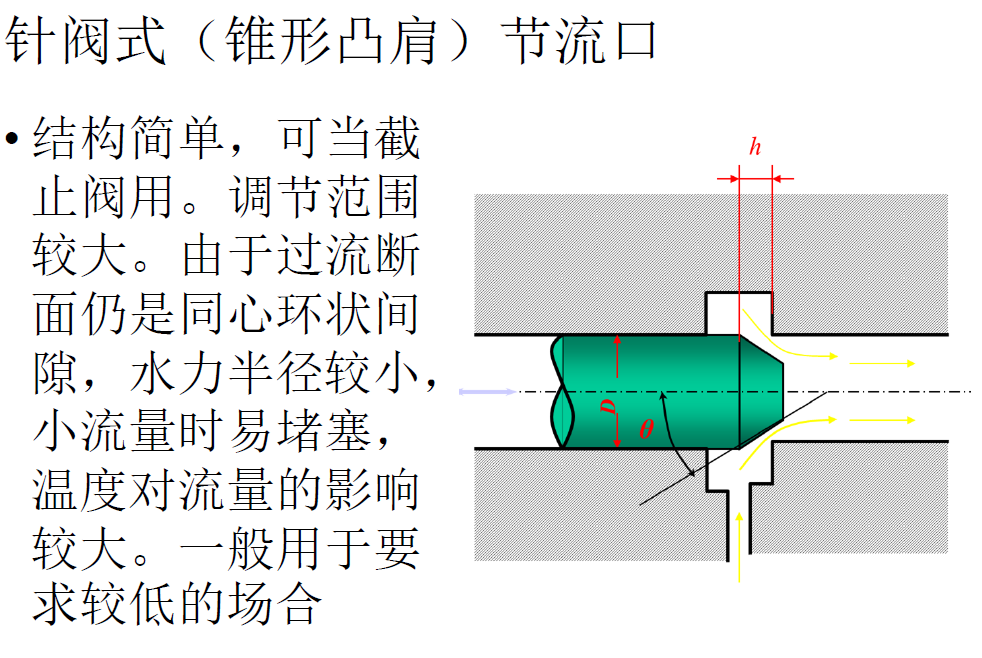 针阀式（锥形凸肩）节流口
• 结构简单，可当截
止阀用。调节范围
较大。由于过流断
面仍是同心环状间
隙，水力半径较小，
小流量时易堵塞，
温度对流量的影响
较大。一般用于要
求较低的场合
h
D
θ